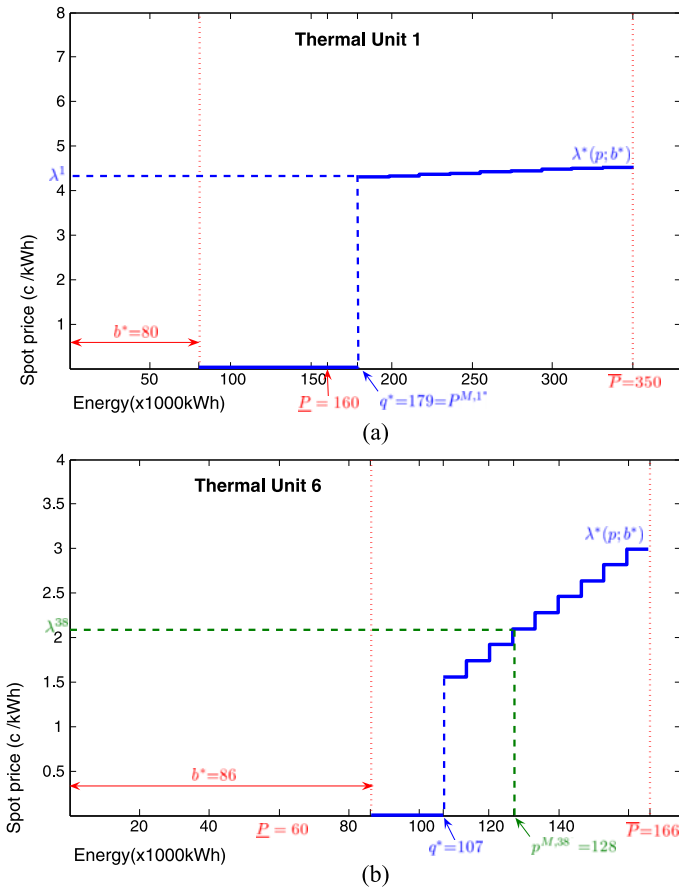 8
Thermal Unit 1
7
6
5
λ*(p; b*)
λ¹
4
3
2
1
b*=80
Spot price (c /kWh)
50 100 150 200 250 300
P̅=350
Energy(x1000kWh)
P̲ = 160
q*=179=P^{M,1*}
(a)
4
Thermal Unit 6
3.5
λ*(p; b*)
3
2.5
λ³⁸
2
1.5
1
0.5
b*=86
Spot price (c /kWh)
20 40 60 80 100 120 140
P̲ = 60
P̅=166
Energy(x1000kWh)
q*=107
p^{M,38} =128
(b)